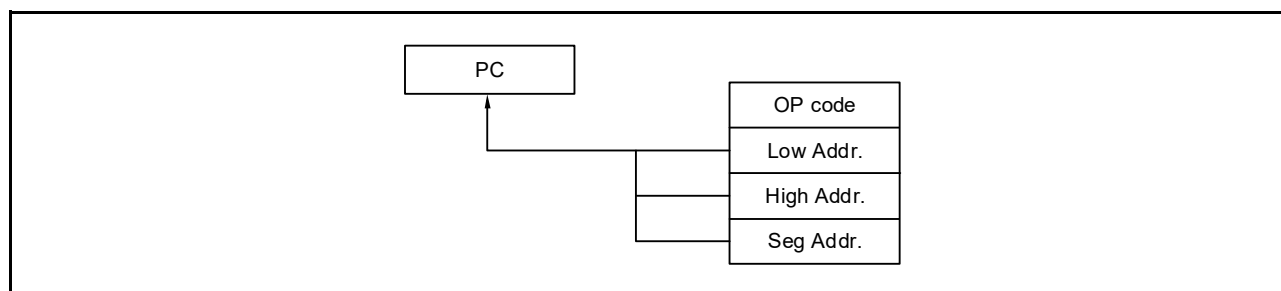 PC
OP code
Low Addr.
High Addr.
Seg Addr.